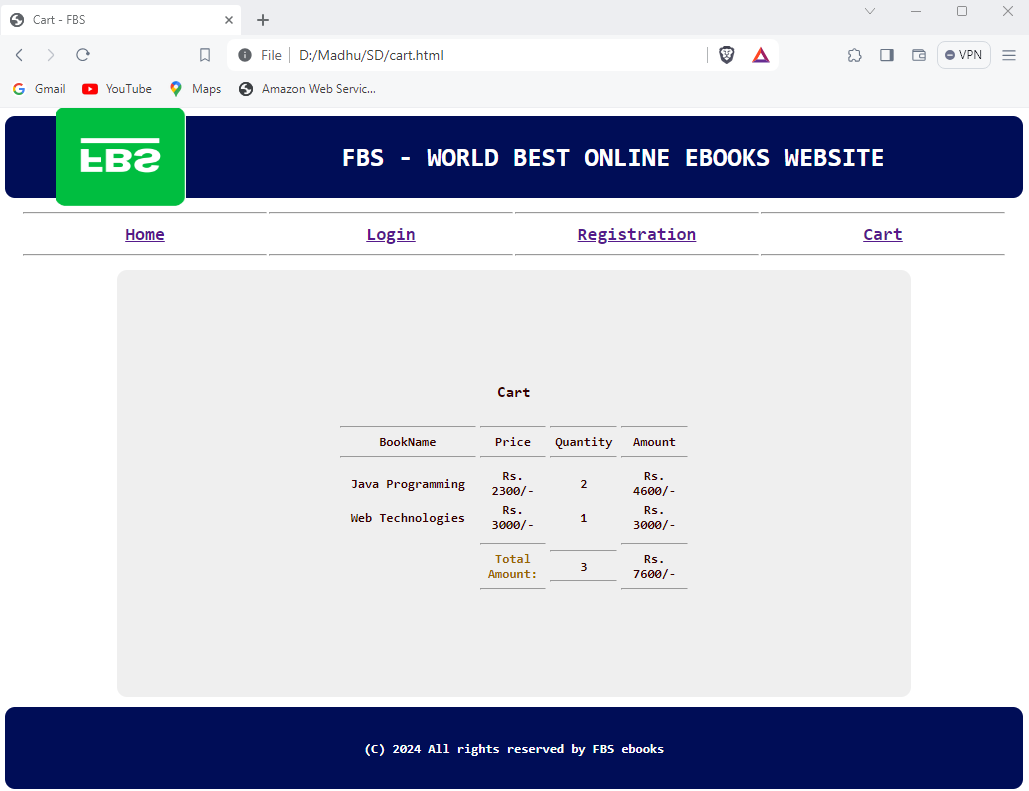 Cart - FBS
File D:/Madhu/SD/cart.html VPN
Gmail YouTube Maps Amazon Web Servic...
FBS
FBS - WORLD BEST ONLINE EBOOKS WEBSITE
Home Login Registration Cart
Cart
BookName Price Quantity Amount
Java Programming Rs. 2300/- 2 Rs. 4600/-
Web Technologies Rs. 3000/- 1 Rs. 3000/-
Total Amount: 3 Rs. 7600/-
(C) 2024 All rights reserved by FBS ebooks